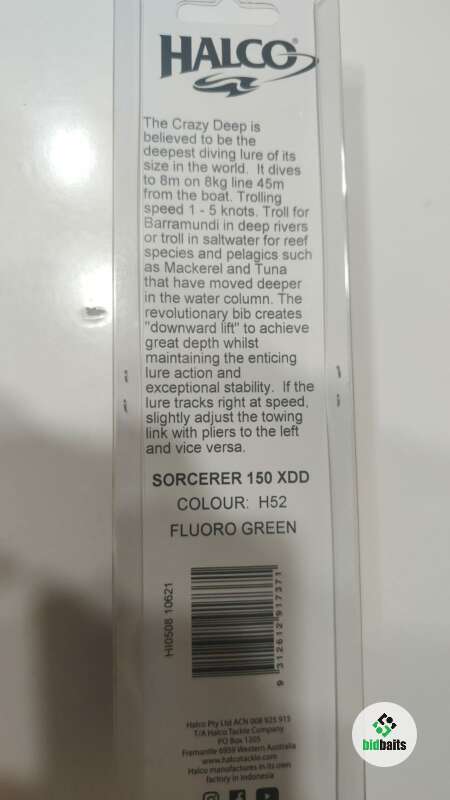 HALCO®
The Crazy Deep is
believed to be the
deepest diving lure of its
size in the world. It dives
to 8m on 8kg line 45m
from the boat. Trolling
speed 1 - 5 knots. Troll for
Barramundi in deep rivers
or troll in saltwater for reef
species and pelagics such
as Mackerel and Tuna
that have moved deeper
in the water column. The
revolutionary bib creates
"downward lift" to achieve
great depth whilst
maintaining the enticing
lure action and
exceptional stability. If the
lure tracks right at speed,
slightly adjust the towing
link with pliers to the left
and vice versa.
SORCERER 150 XDD
COLOUR: H52
FLUORO GREEN
HI0508 10621
9 312612 917371
Halco Pty Ltd ACN 008 925 915
T/A Halco Tackle Company
PO Box 1205
Fremantle 6959 Western Australia
www.halcotackle.com
Halco manufactures in its own
factory in Indonesia
bidbaits